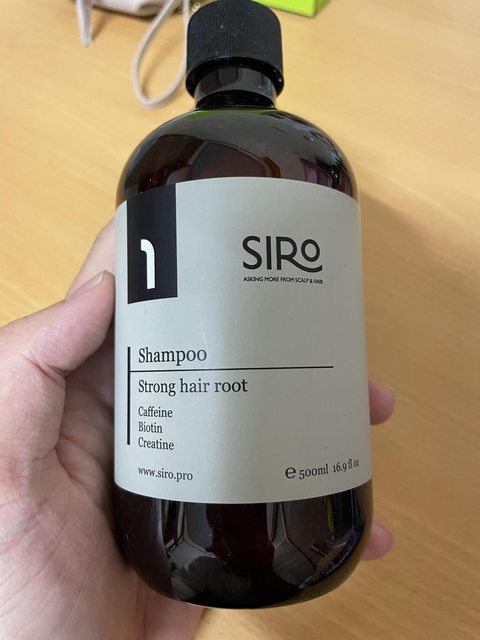 1
SIRO
ASKING MORE FROM SCALP & HAIR
Shampoo
Strong hair root
Caffeine
Biotin
Creatine
www.siro.pro
℮ 500ml 16.9 fl oz